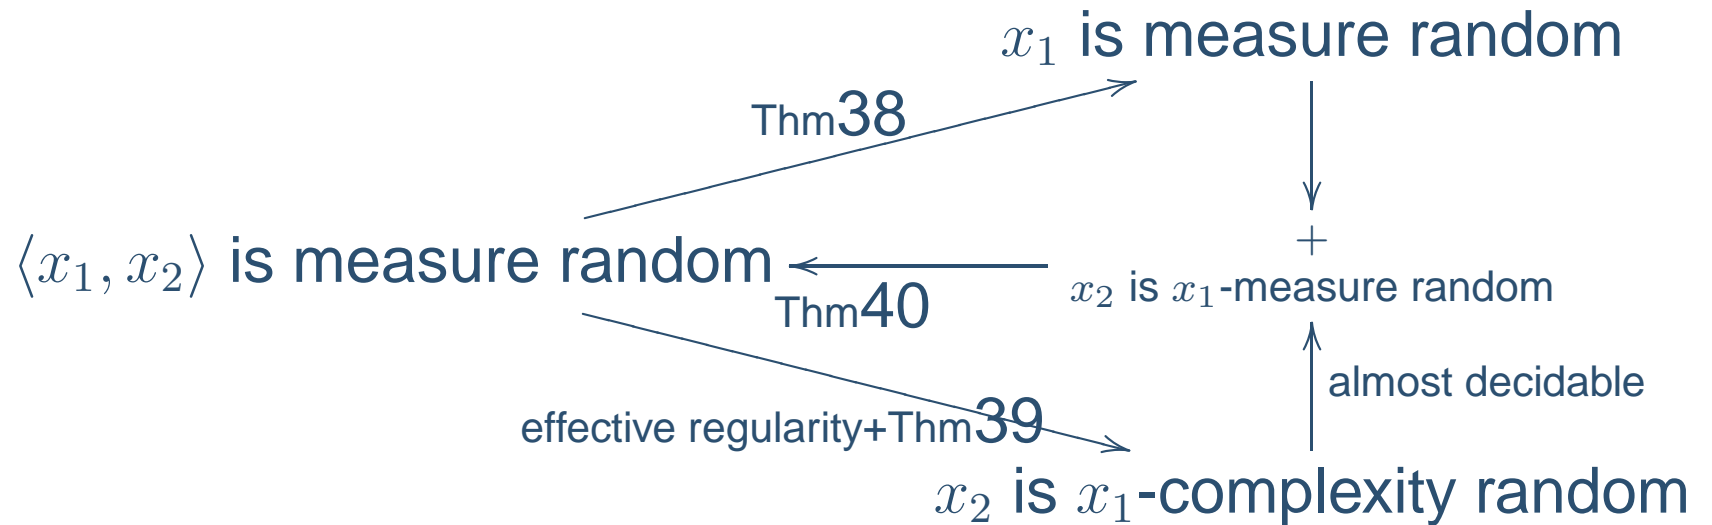 x₁ is measure random
Thm38
+
⟨x₁, x₂⟩ is measure random
x₂ is x₁-measure random
Thm40
almost decidable
effective regularity+Thm39
x₂ is x₁-complexity random